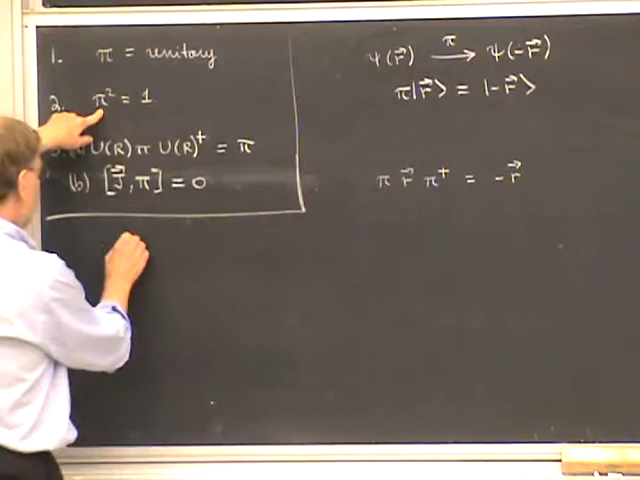 1. π = unitary
2. π² = 1
(a) U(R) π U(R)† = π
(b) [J⃗, π] = 0
ψ(r⃗) —π→ ψ(-r⃗)
π|r⃗> = |-r⃗>
π r⃗ π† = -r⃗